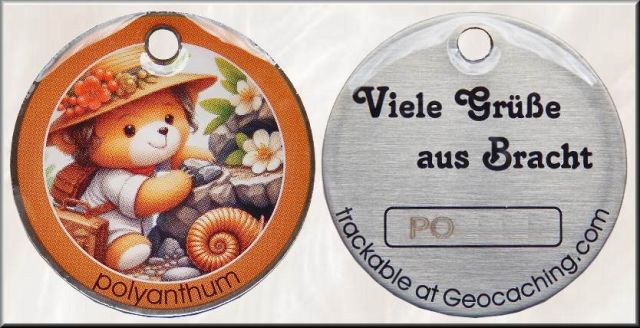 polyanthum
Viele Grüße
aus Bracht
PO
trackable at Geocaching.com